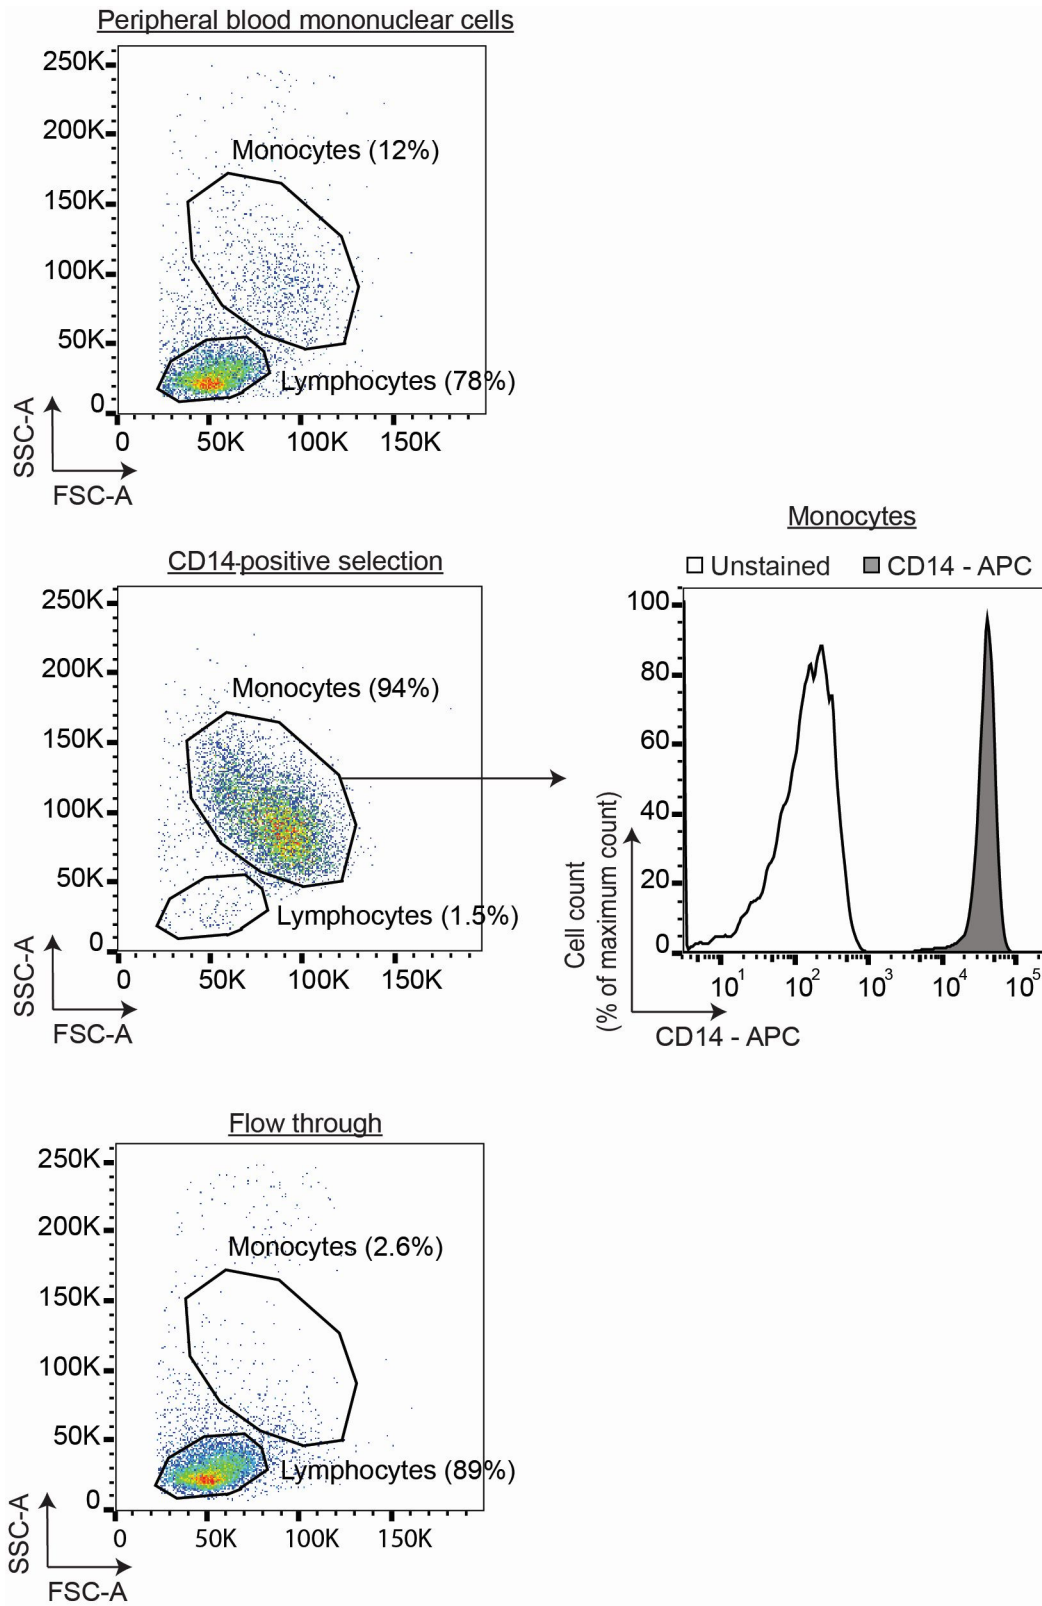 Peripheral blood mononuclear cells
250K
200K
Monocytes (12%)
150K
100K
50K
Lymphocytes (78%)
0
0 50K 100K 150K
SSC-A
FSC-A
CD14-positive selection
250K
200K
Monocytes (94%)
150K
100K
50K
Lymphocytes (1.5%)
0
0 50K 100K 150K
SSC-A
FSC-A
Monocytes
Unstained CD14 - APC
100
80
60
40
20
0
10¹ 10² 10³ 10⁴ 10⁵
Cell count
(% of maximum count)
CD14 - APC
Flow through
250K
200K
Monocytes (2.6%)
150K
100K
50K
Lymphocytes (89%)
0
0 50K 100K 150K
SSC-A
FSC-A